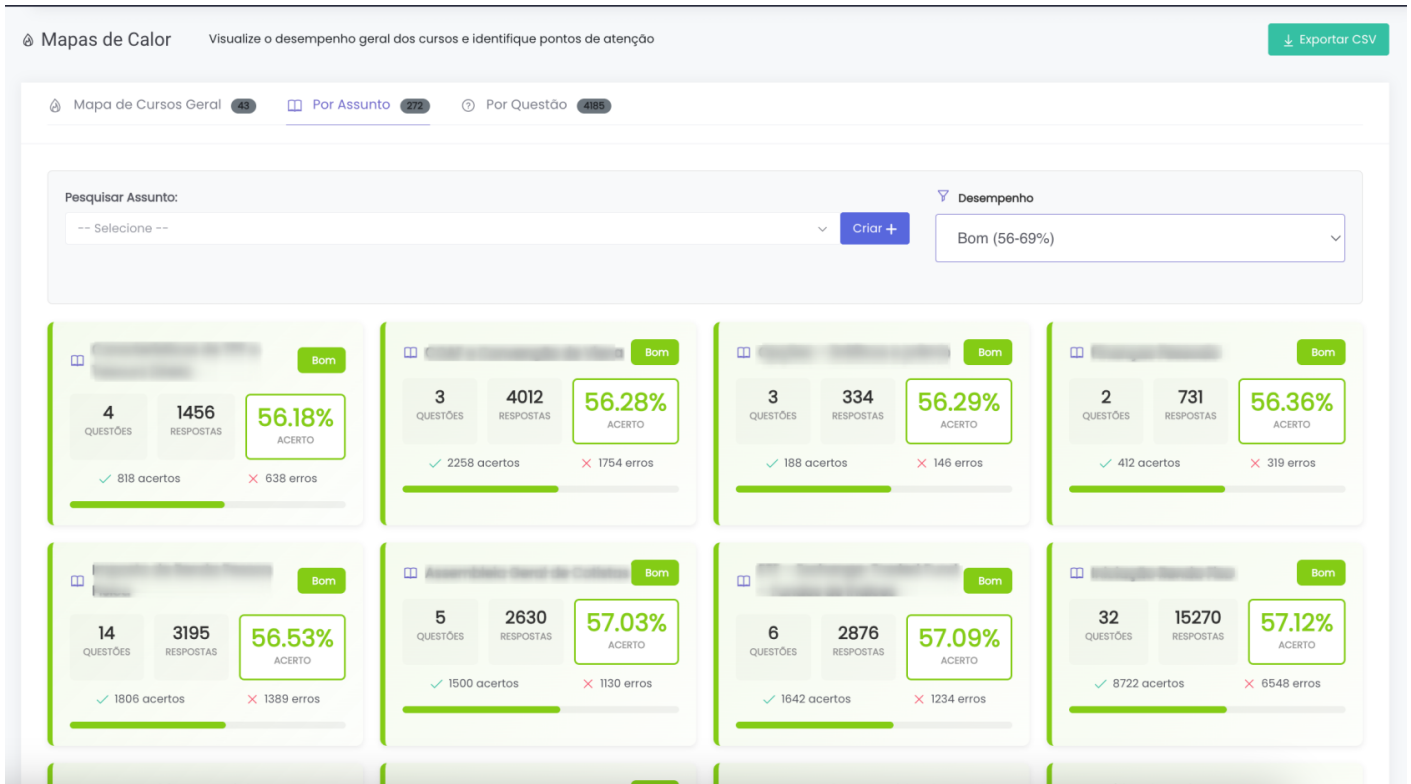 Mapas de Calor Visualize o desempenho geral dos cursos e identifique pontos de atenção Exportar CSV
Mapa de Cursos Geral 43 Por Assunto 272 Por Questão 4185
Pesquisar Assunto: Desempenho
-- Selecione -- Criar + Bom (56-69%)
Bom
4 QUESTÕES 1456 RESPOSTAS 56.18% ACERTO
818 acertos 638 erros
Bom
3 QUESTÕES 4012 RESPOSTAS 56.28% ACERTO
2258 acertos 1754 erros
Bom
3 QUESTÕES 334 RESPOSTAS 56.29% ACERTO
188 acertos 146 erros
Bom
2 QUESTÕES 731 RESPOSTAS 56.36% ACERTO
412 acertos 319 erros
Bom
14 QUESTÕES 3195 RESPOSTAS 56.53% ACERTO
1806 acertos 1389 erros
Bom
5 QUESTÕES 2630 RESPOSTAS 57.03% ACERTO
1500 acertos 1130 erros
Bom
6 QUESTÕES 2876 RESPOSTAS 57.09% ACERTO
1642 acertos 1234 erros
Bom
32 QUESTÕES 15270 RESPOSTAS 57.12% ACERTO
8722 acertos 6548 erros